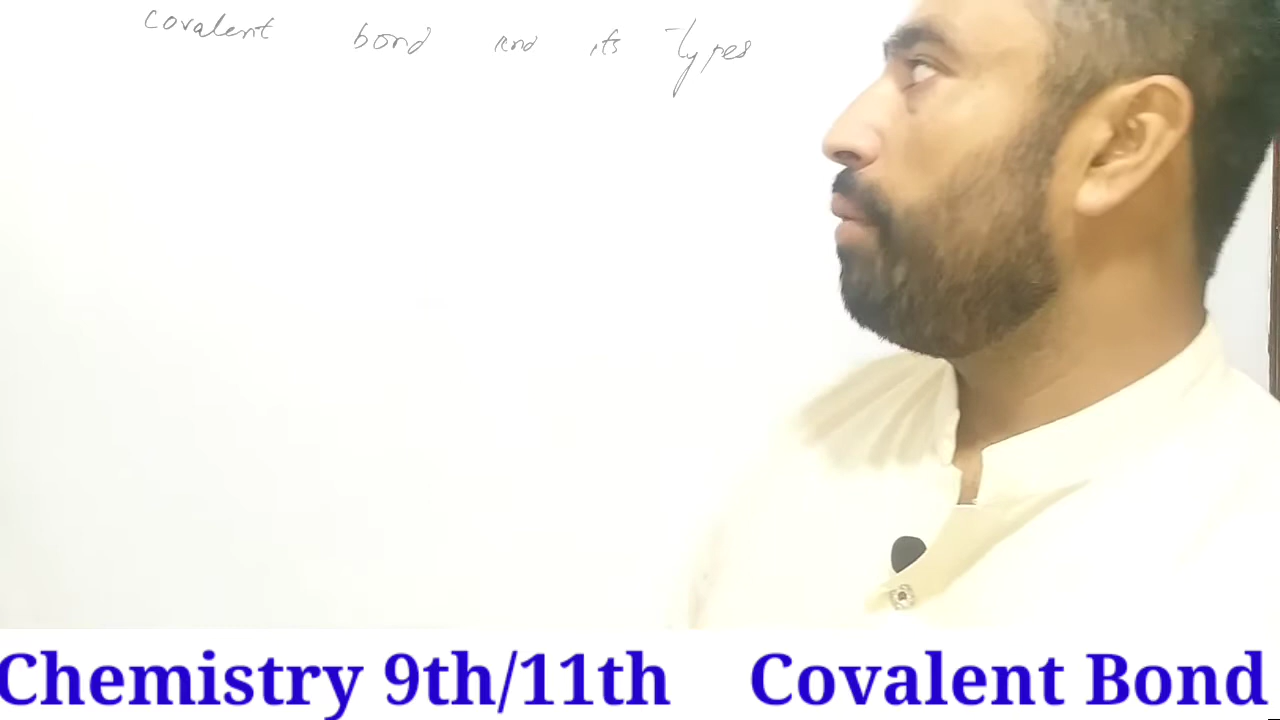 Covalent bond and its Types
Chemistry 9th/11th Covalent Bond